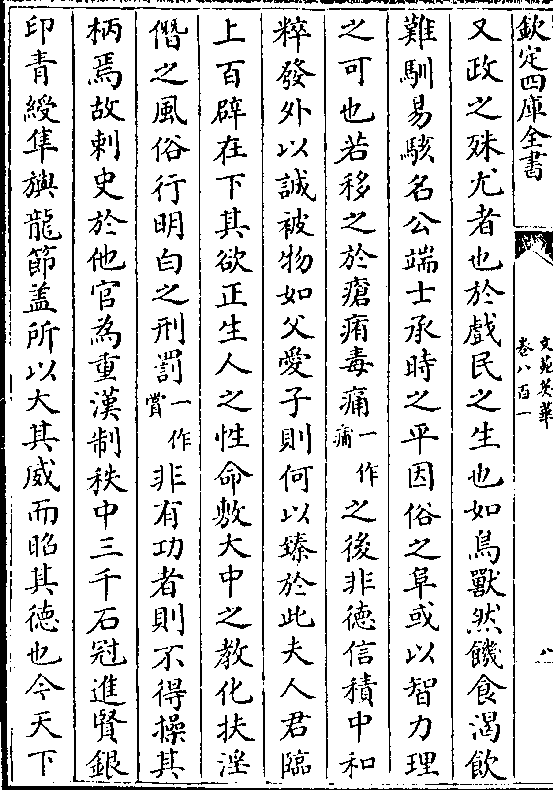 欽定四庫全書
文苑英華
卷八百一
八
又政之殊尤者也於戲民之生也如鳥獸然饑食渴飲
難馴易駭名公端士承時之平因俗之阜或以智力理
之可也若移之於瘡痏毒痛一作痡之後非德信積中和
粹發外以誠被物如父愛子則何以臻於此夫人君臨
上百辟在下其欲正生人之性命敷大中之教化扶淫
僭之風俗行明白之刑罰一作賞非有功者則不得操其
柄焉故刺史於他官為重漢制秩中二千石冠進賢銀
印青綬隼旟龍節盖所以大其威而昭其德也今天下